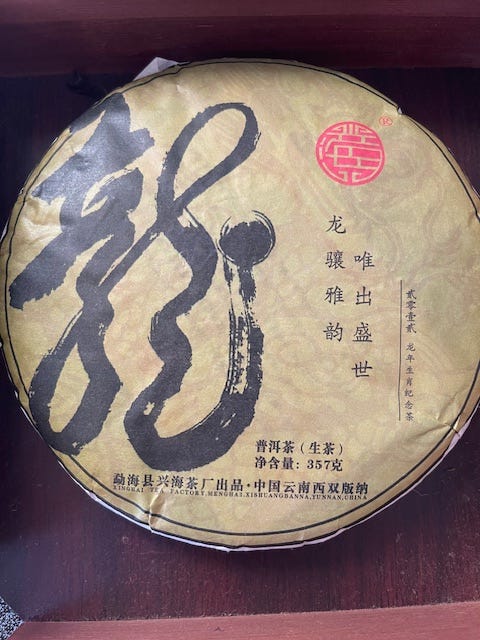 龍
®
唯出盛世
龙骧雅韵
贰零壹贰 龙年生肖纪念茶
普洱茶（生茶）
净含量：357克
勐海县兴海茶厂出品·中国云南西双版纳
XINGHAI TEA FACTORY,MENGHAI,XISHUANGBANNA,YUNNAN,CHINA